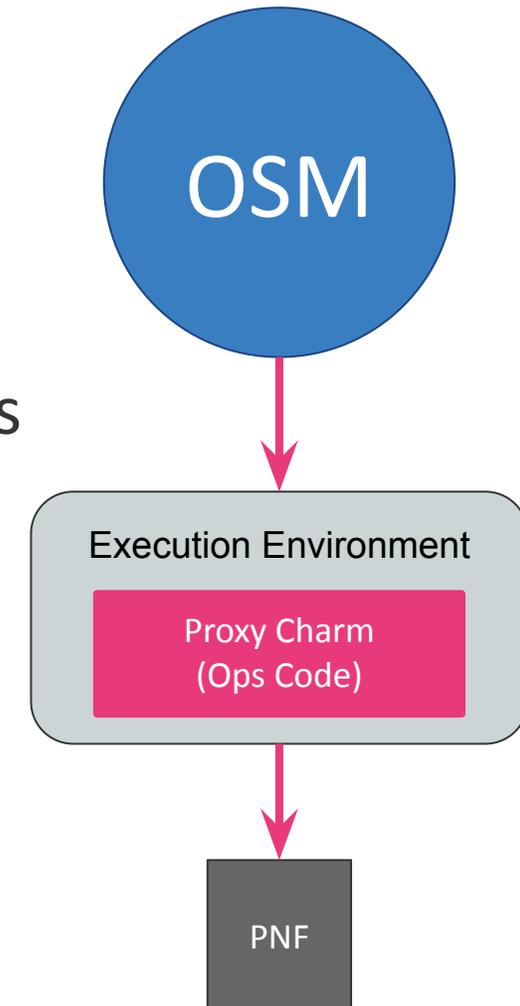 OSM
s
Execution Environment
Proxy Charm
(Ops Code)
PNF